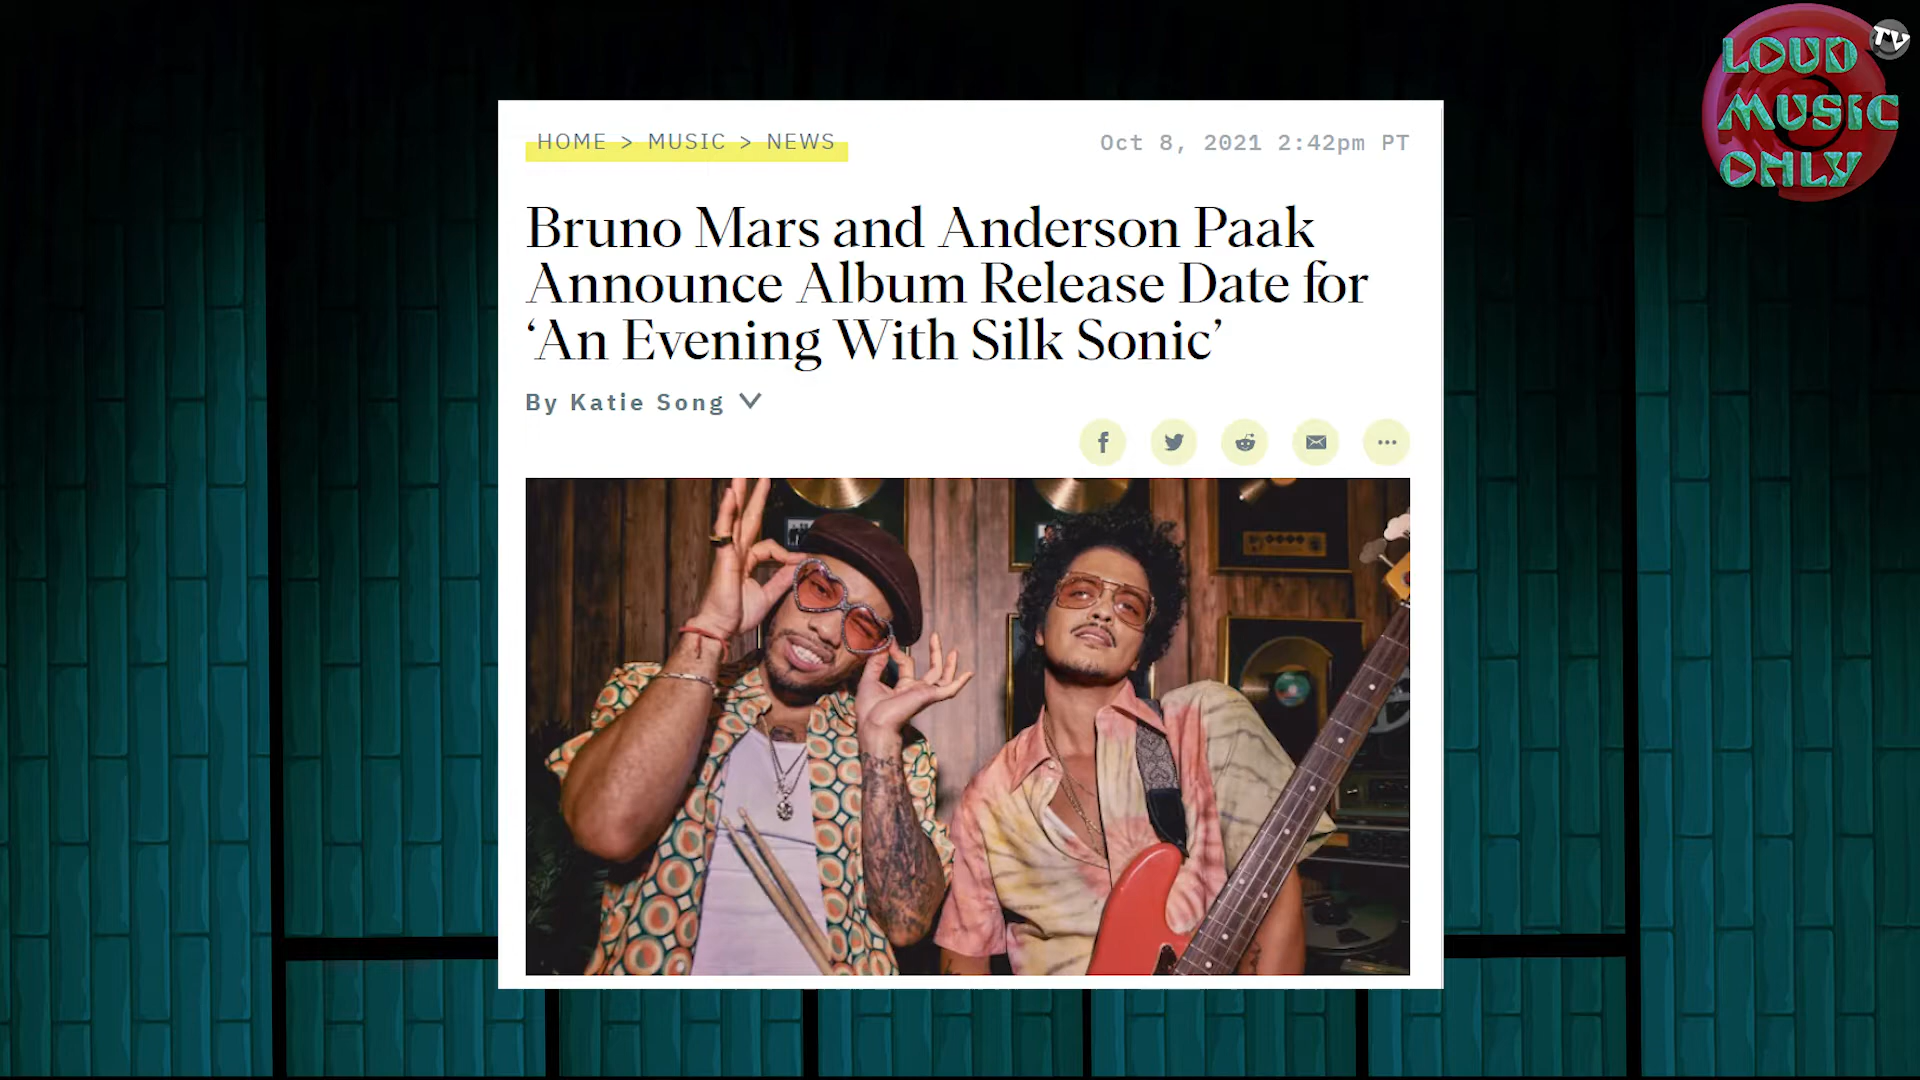 HOME > MUSIC > NEWS
Oct 8, 2021 2:42pm PT
Bruno Mars and Anderson Paak
Announce Album Release Date for
‘An Evening With Silk Sonic’
By Katie Song
LOUD
MUSIC
ONLY
TV